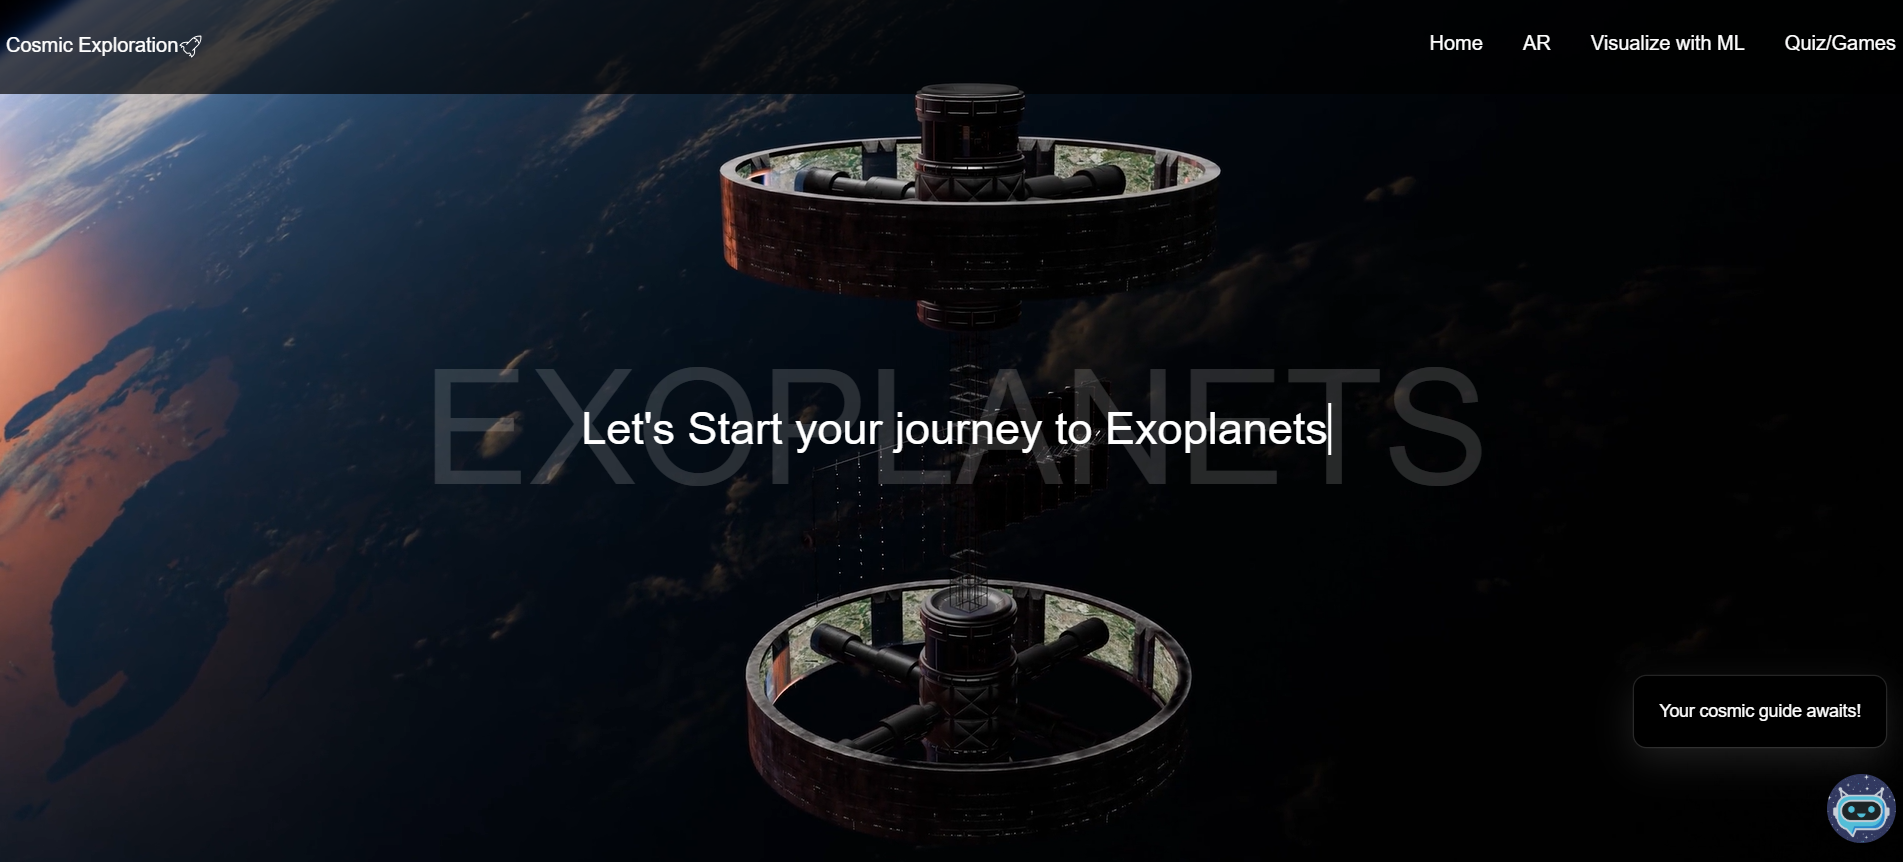 Cosmic Exploration
Home AR Visualize with ML Quiz/Games
EXOPLANETS
Let's Start your journey to Exoplanets
Your cosmic guide awaits!